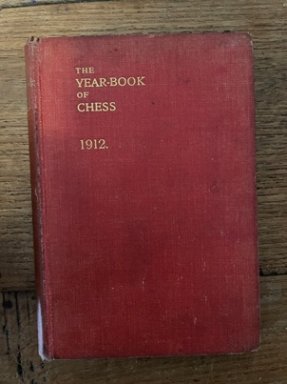 THE
YEAR-BOOK
OF
CHESS
1912.